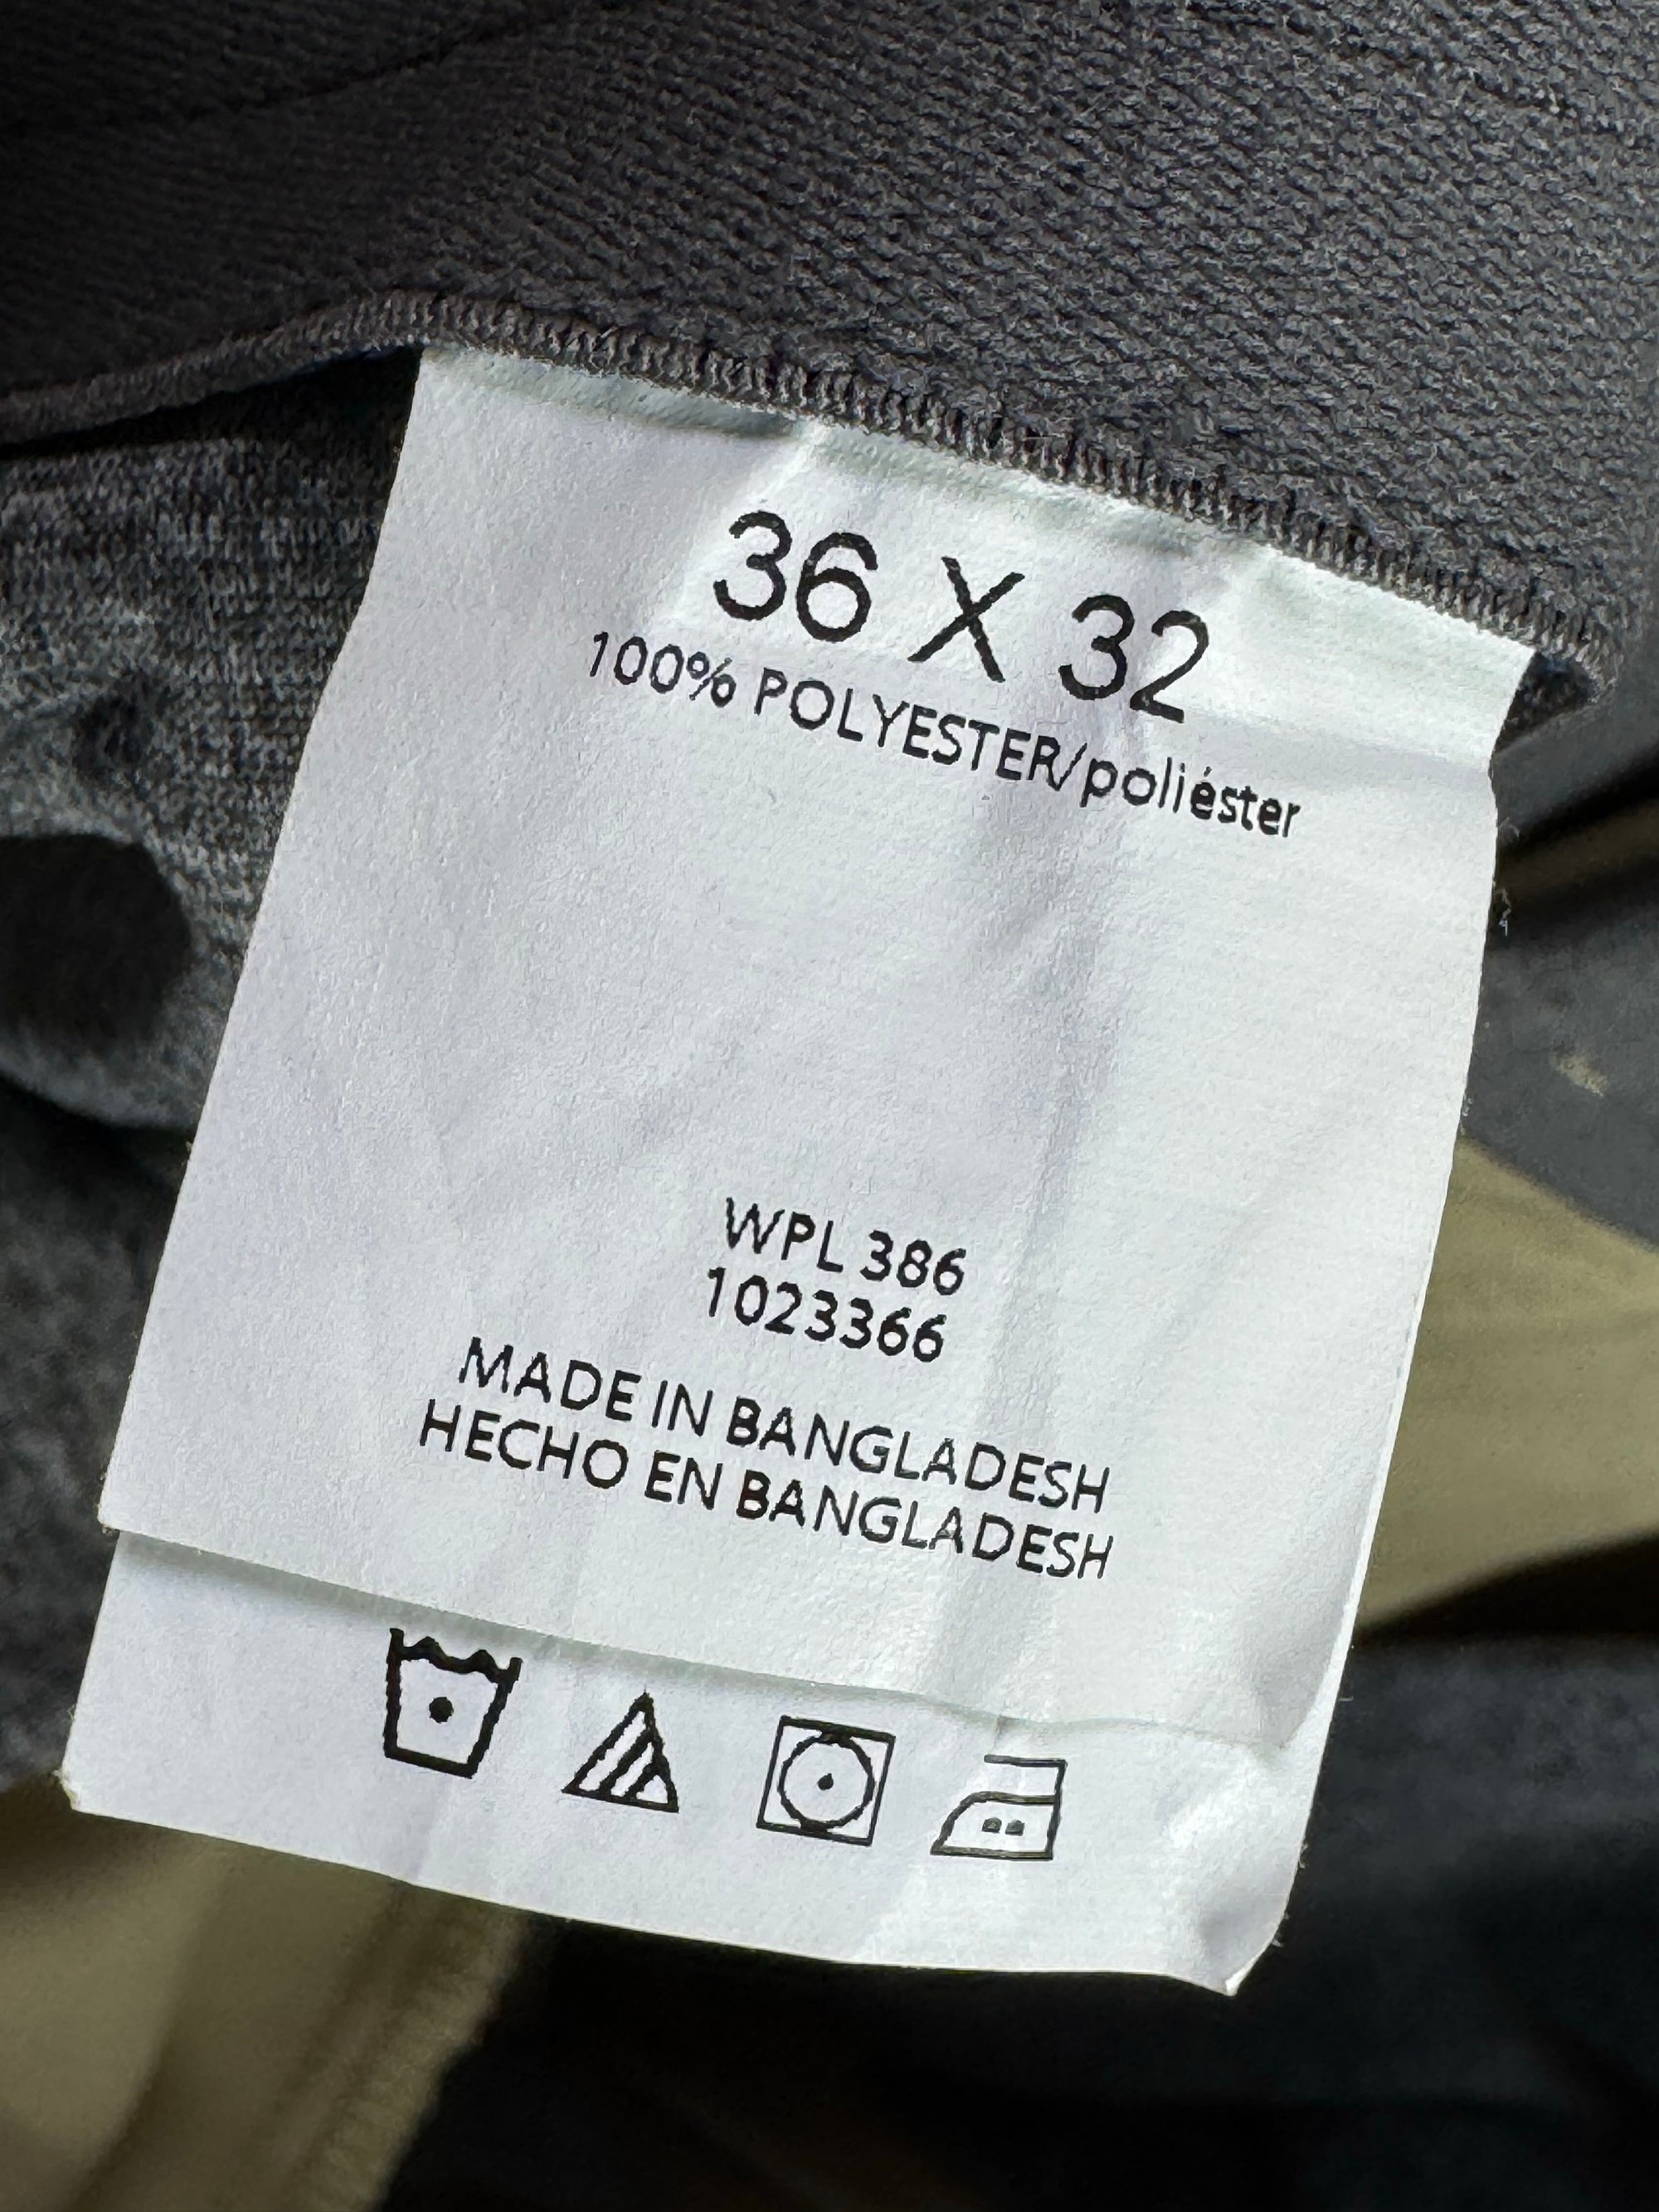 36 X 32
100% POLYESTER/poliéster
WPL 386
1023366
MADE IN BANGLADESH
HECHO EN BANGLADESH